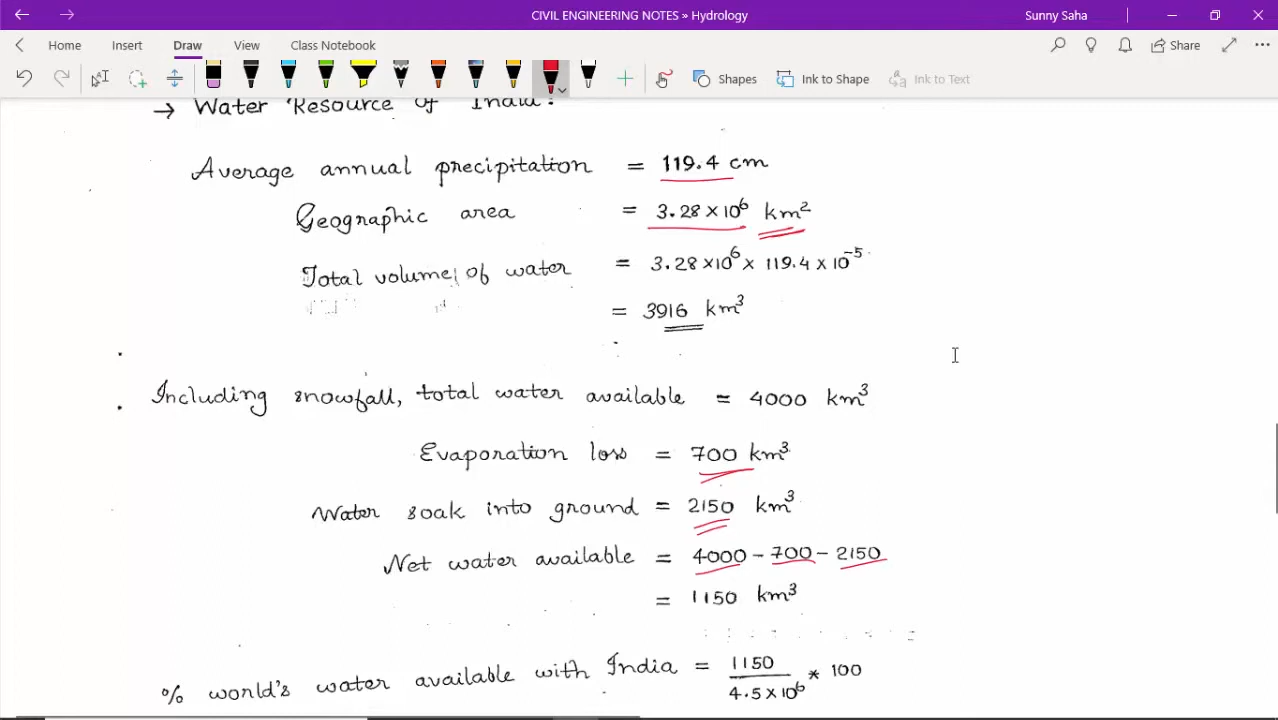 CIVIL ENGINEERING NOTES » Hydrology
Sunny Saha
Home Insert Draw View Class Notebook
Share
Shapes Ink to Shape Ink to Text
→ Water Resource of India:
Average annual precipitation = 119.4 cm
Geographic area = 3.28 × 10⁶ km²
Total volume of water = 3.28 × 10⁶ × 119.4 × 10⁻⁵
= 3916 km³
Including snowfall, total water available = 4000 km³
Evaporation loss = 700 km³
Water soak into ground = 2150 km³
Net water available = 4000 - 700 - 2150
= 1150 km³
% world's water available with India = 1150 / 4.5 × 10⁶ * 100